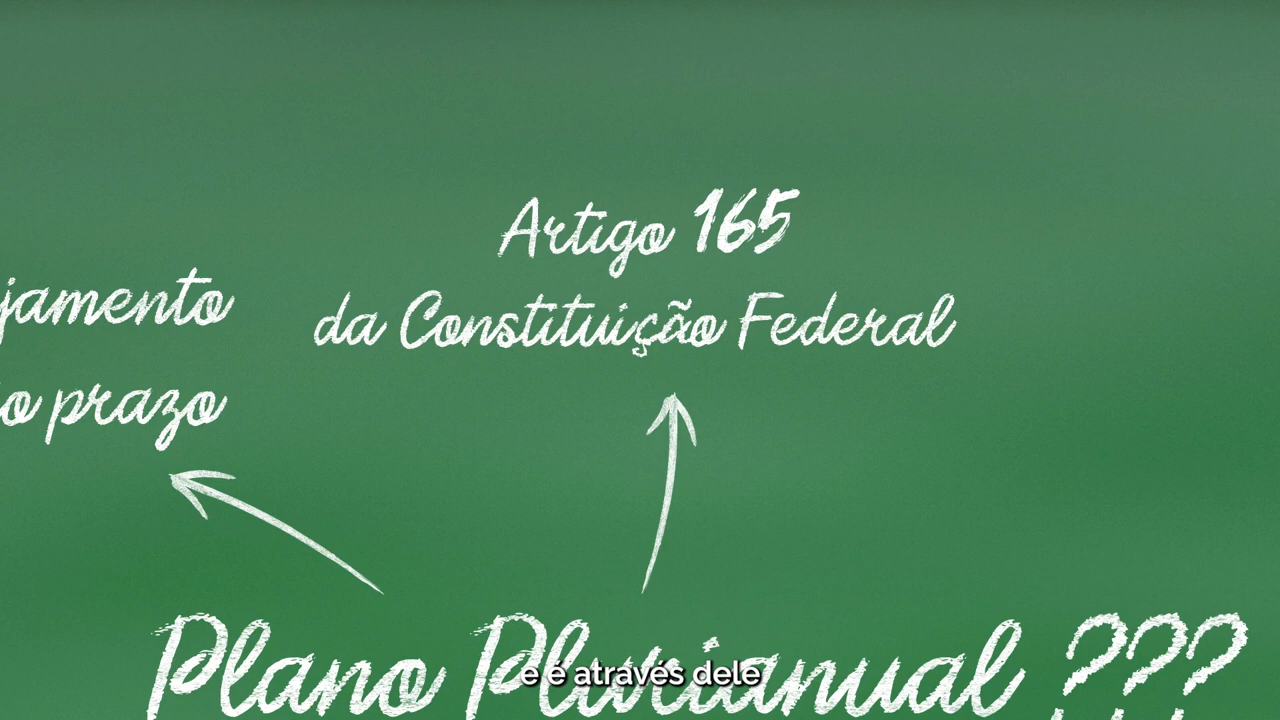 Artigo 165
da Constituição Federal
jamento
o prazo
Plano Plurianual ???
e é através dele